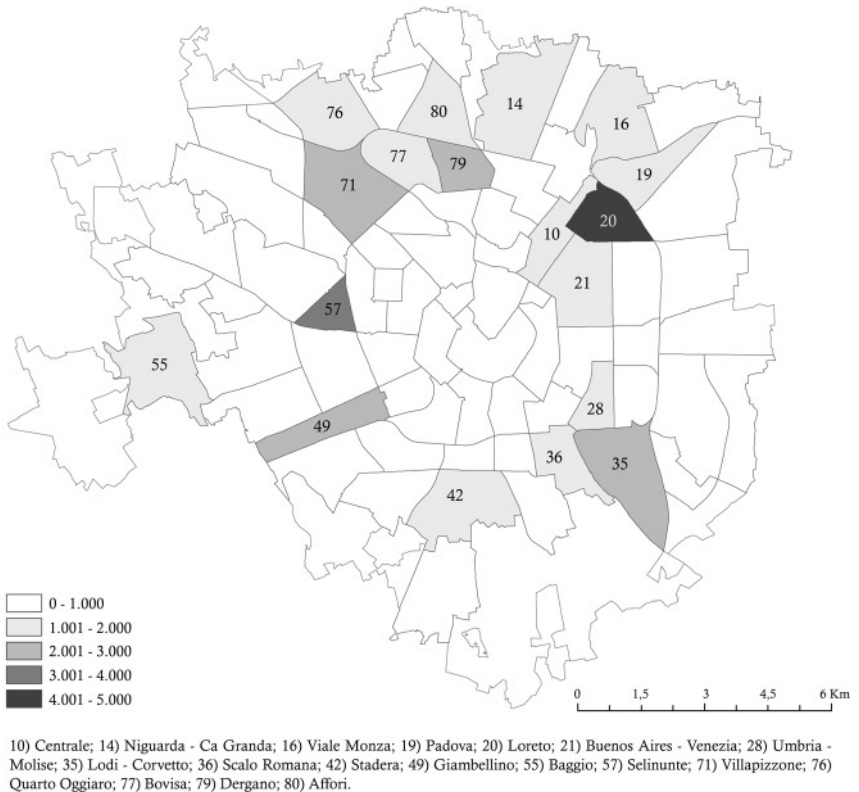 76
80
14
16
77
79
71
19
20
10
21
57
55
28
49
36
35
42
0 - 1.000
1.001 - 2.000
2.001 - 3.000
3.001 - 4.000
4.001 - 5.000
0 1,5 3 4,5 6 Km
10) Centrale; 14) Niguarda - Ca Granda; 16) Viale Monza; 19) Padova; 20) Loreto; 21) Buenos Aires - Venezia; 28) Umbria -
Molise; 35) Lodi - Corvetto; 36) Scalo Romana; 42) Stadera; 49) Giambellino; 55) Baggio; 57) Selinunte; 71) Villapizzone; 76)
Quarto Oggiaro; 77) Bovisa; 79) Dergano; 80) Affori.